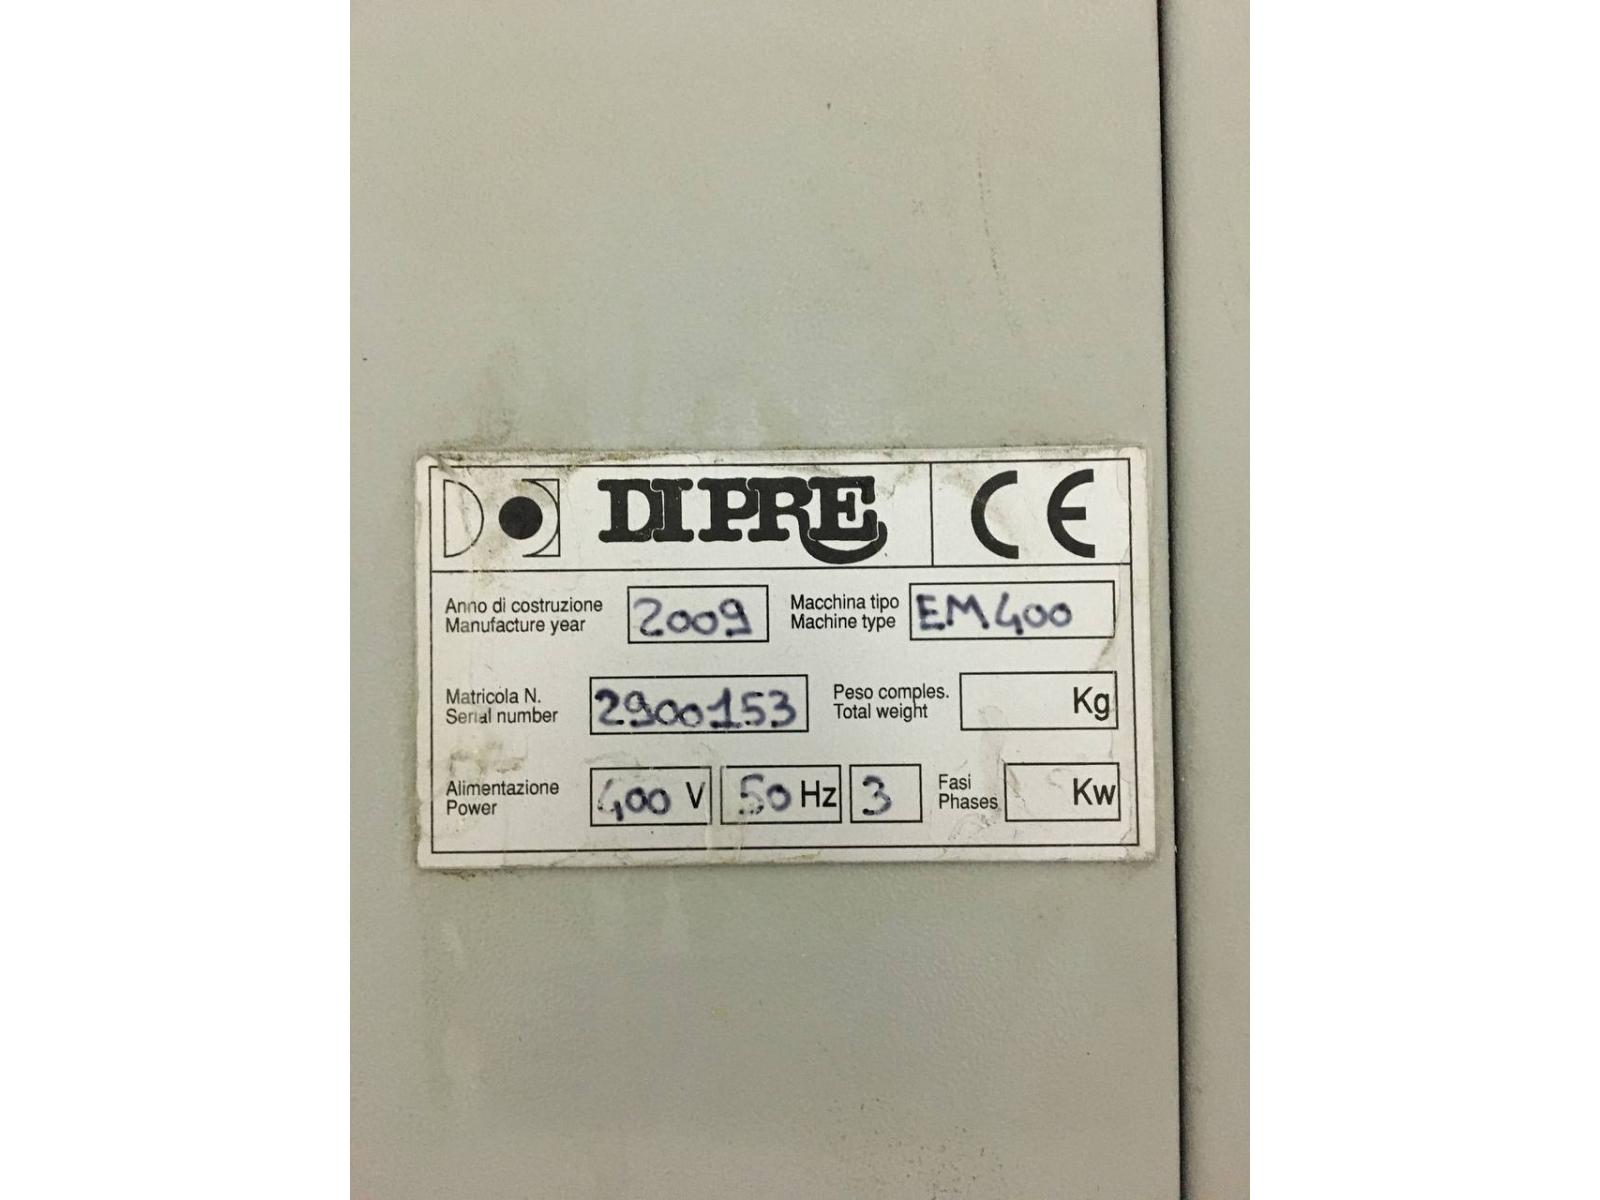 DIPRE CE
Anno di costruzione 2009 Macchina tipo EM400
Manufacture year Machine type
Matricola N. 2900153 Peso comples. Kg
Serial number Total weight
Alimentazione 400 V 50 Hz 3 Fasi Kw
Power Phases